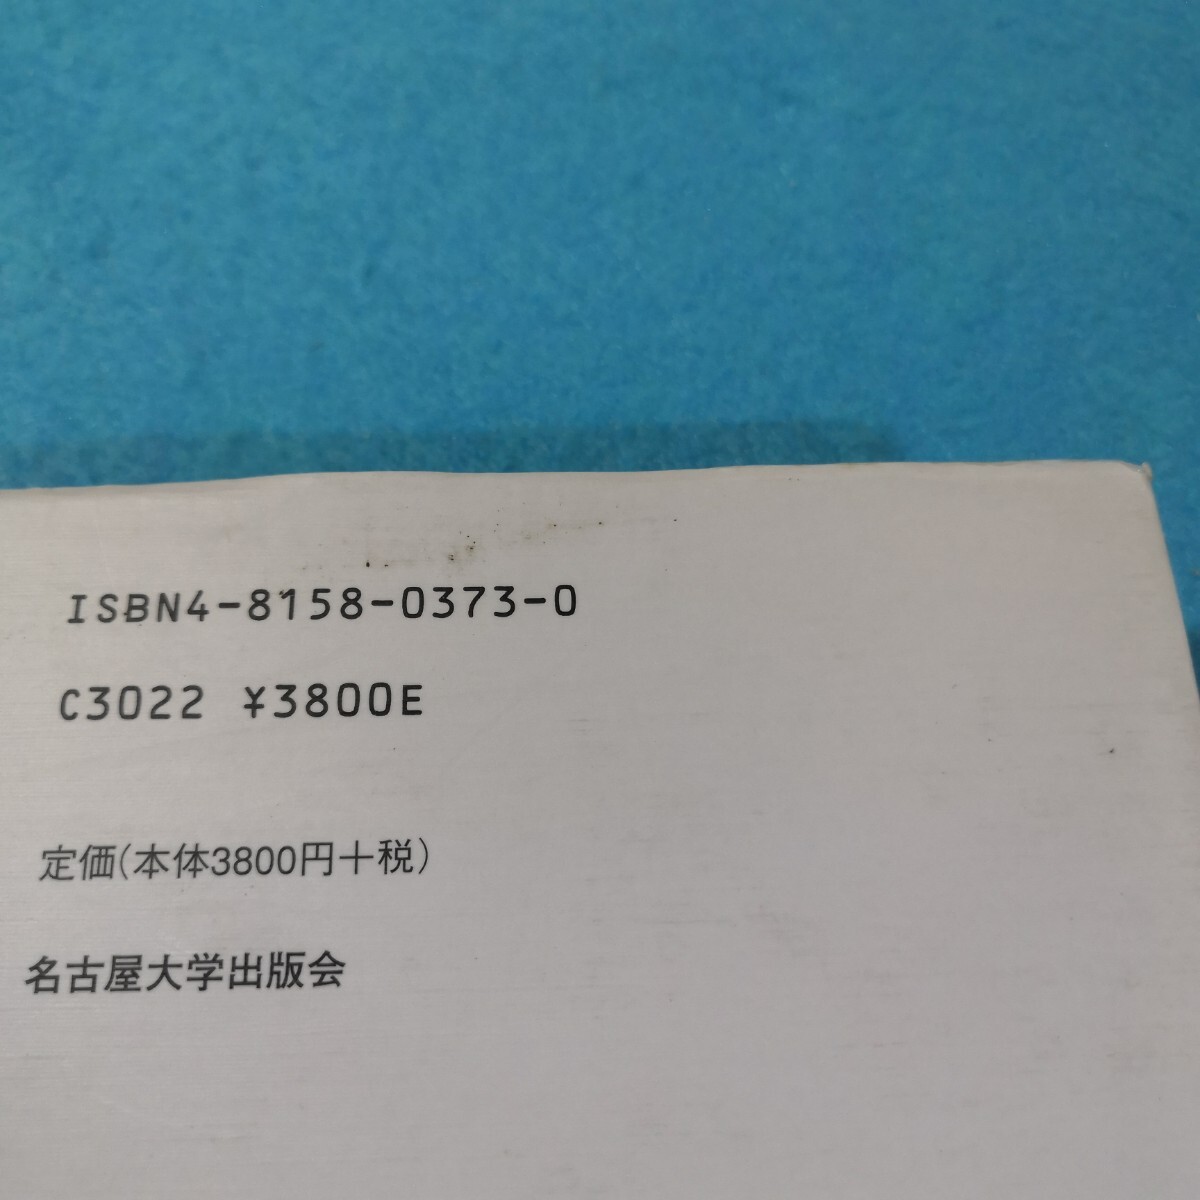 ISBN4-8158-0373-0
C3022 ¥3800E
定価(本体3800円+税)
名古屋大学出版会